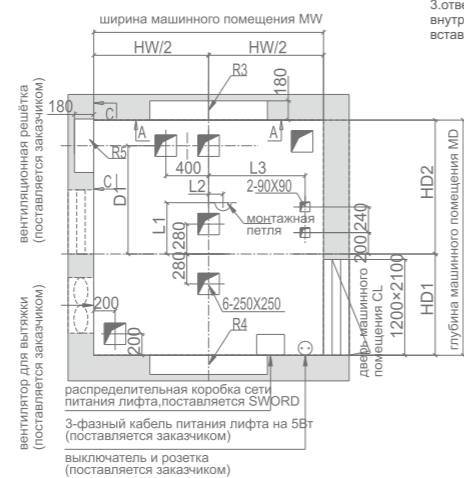 3.отве
внутр
встав
ширина машинного помещения MW
HW/2
HW/2
R3
180
180
C
A
A
R5
C
400
L3
L2
2-90X90
D
L1
монтажная
петля
280
280
200
240
HD2
HD1
глубина машинного помещения MD
вентиляционная решётка
(поставляется заказчиком)
вентилятор для вытяжки
(поставляется заказчиком)
200
6-250X250
200
R4
дверь машинного
помещения CL
1200×2100
распределительная коробка сети
питания лифта,поставляется SWORD
3-фазный кабель питания лифта на 5Вт
(поставляется заказчиком)
выключатель и розетка
(поставляется заказчиком)